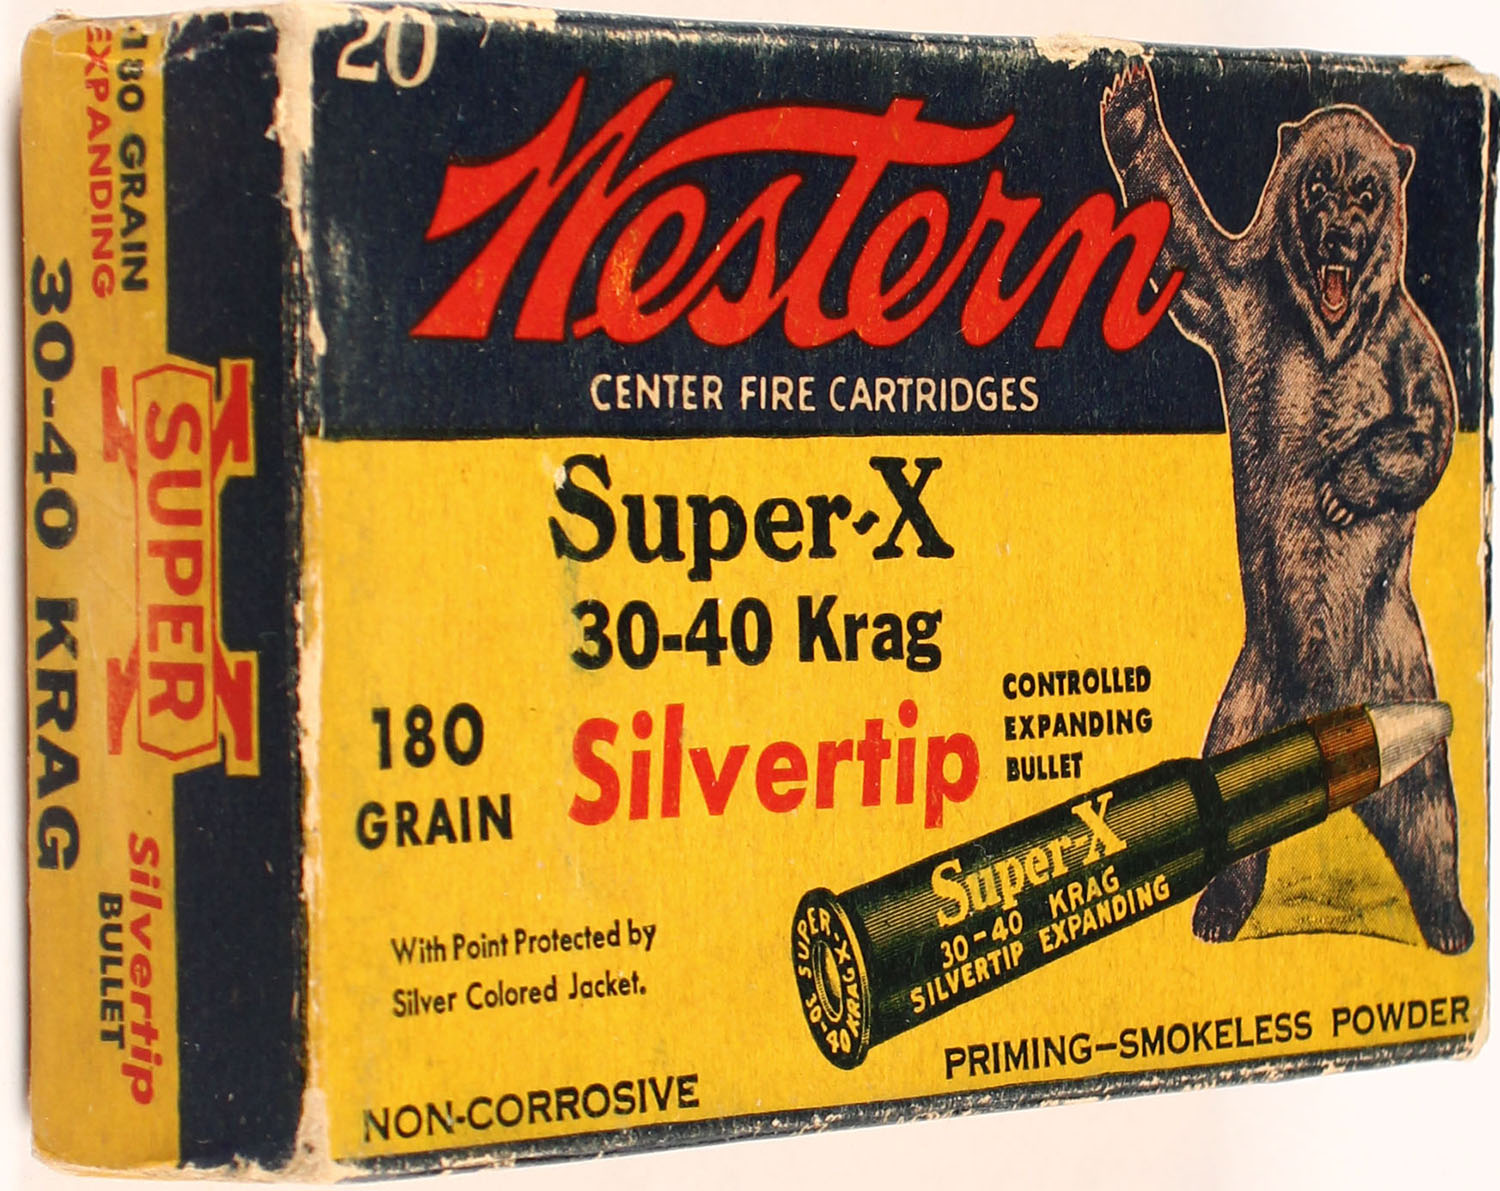 20
Western
CENTER FIRE CARTRIDGES
Super-X
30-40 Krag
180
GRAIN
Silvertip
CONTROLLED
EXPANDING
BULLET
With Point Protected by
Silver Colored Jacket.
Super-X
30-40 KRAG
SILVERTIP EXPANDING
SUPER-X
30-40 KRAG
NON-CORROSIVE PRIMING—SMOKELESS POWDER
180 GRAIN
EXPANDING
30-40 KRAG
SUPER
X
Silvertip
BULLET